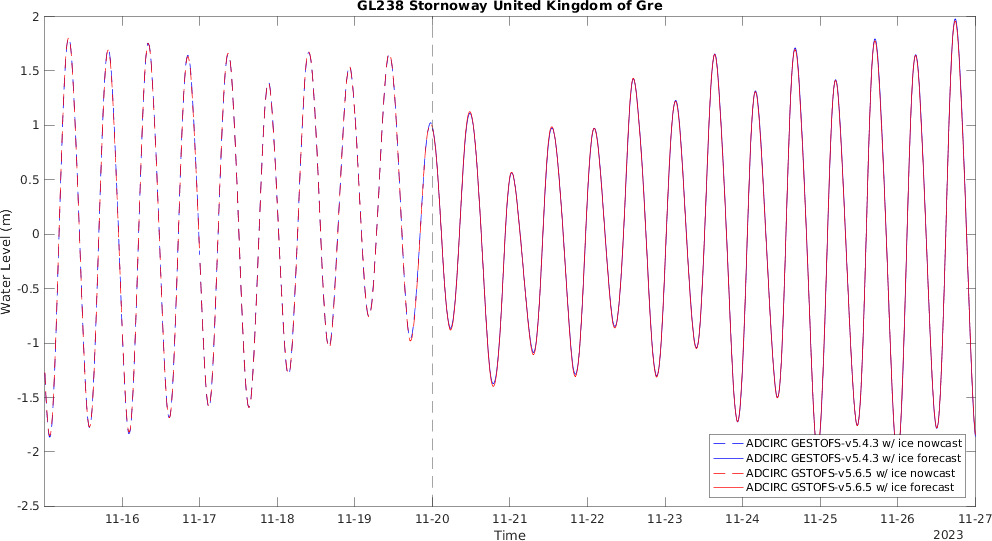 GL238 Stornoway United Kingdom of Gre
2
1.5
1
0.5
0
-0.5
-1
-1.5
-2
-2.5
Water Level (m)
ADCIRC GESTOFS-v5.4.3 w/ ice nowcast
ADCIRC GESTOFS-v5.4.3 w/ ice forecast
ADCIRC GSTOFS-v5.6.5 w/ ice nowcast
ADCIRC GSTOFS-v5.6.5 w/ ice forecast
11-16 11-17 11-18 11-19 11-20 11-21 11-22 11-23 11-24 11-25 11-26 11-27
Time
2023